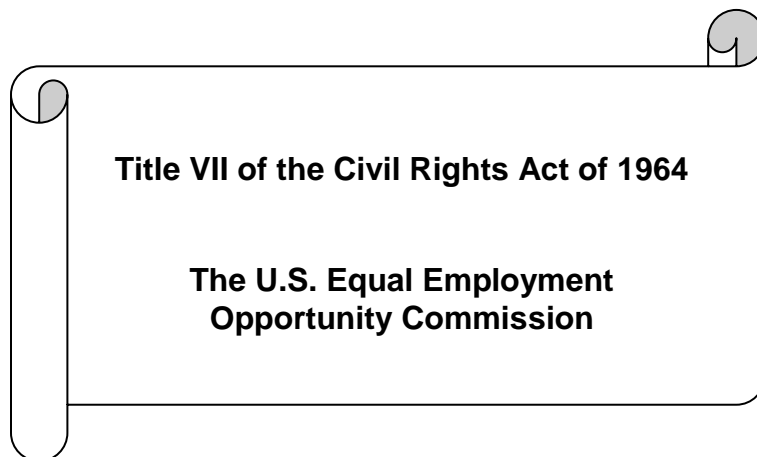 Title VII of the Civil Rights Act of 1964
The U.S. Equal Employment
Opportunity Commission